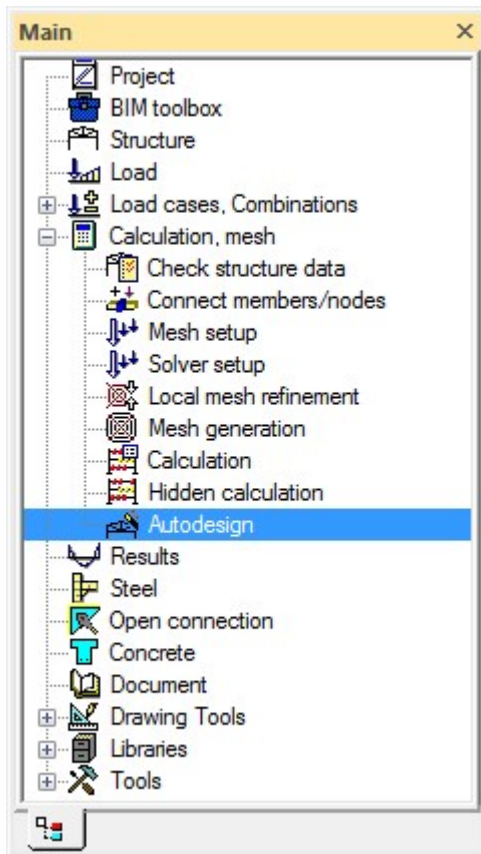 Main
Project
BIM toolbox
Structure
Load
Load cases, Combinations
Calculation, mesh
Check structure data
Connect members/nodes
Mesh setup
Solver setup
Local mesh refinement
Mesh generation
Calculation
Hidden calculation
Autodesign
Results
Steel
Open connection
Concrete
Document
Drawing Tools
Libraries
Tools